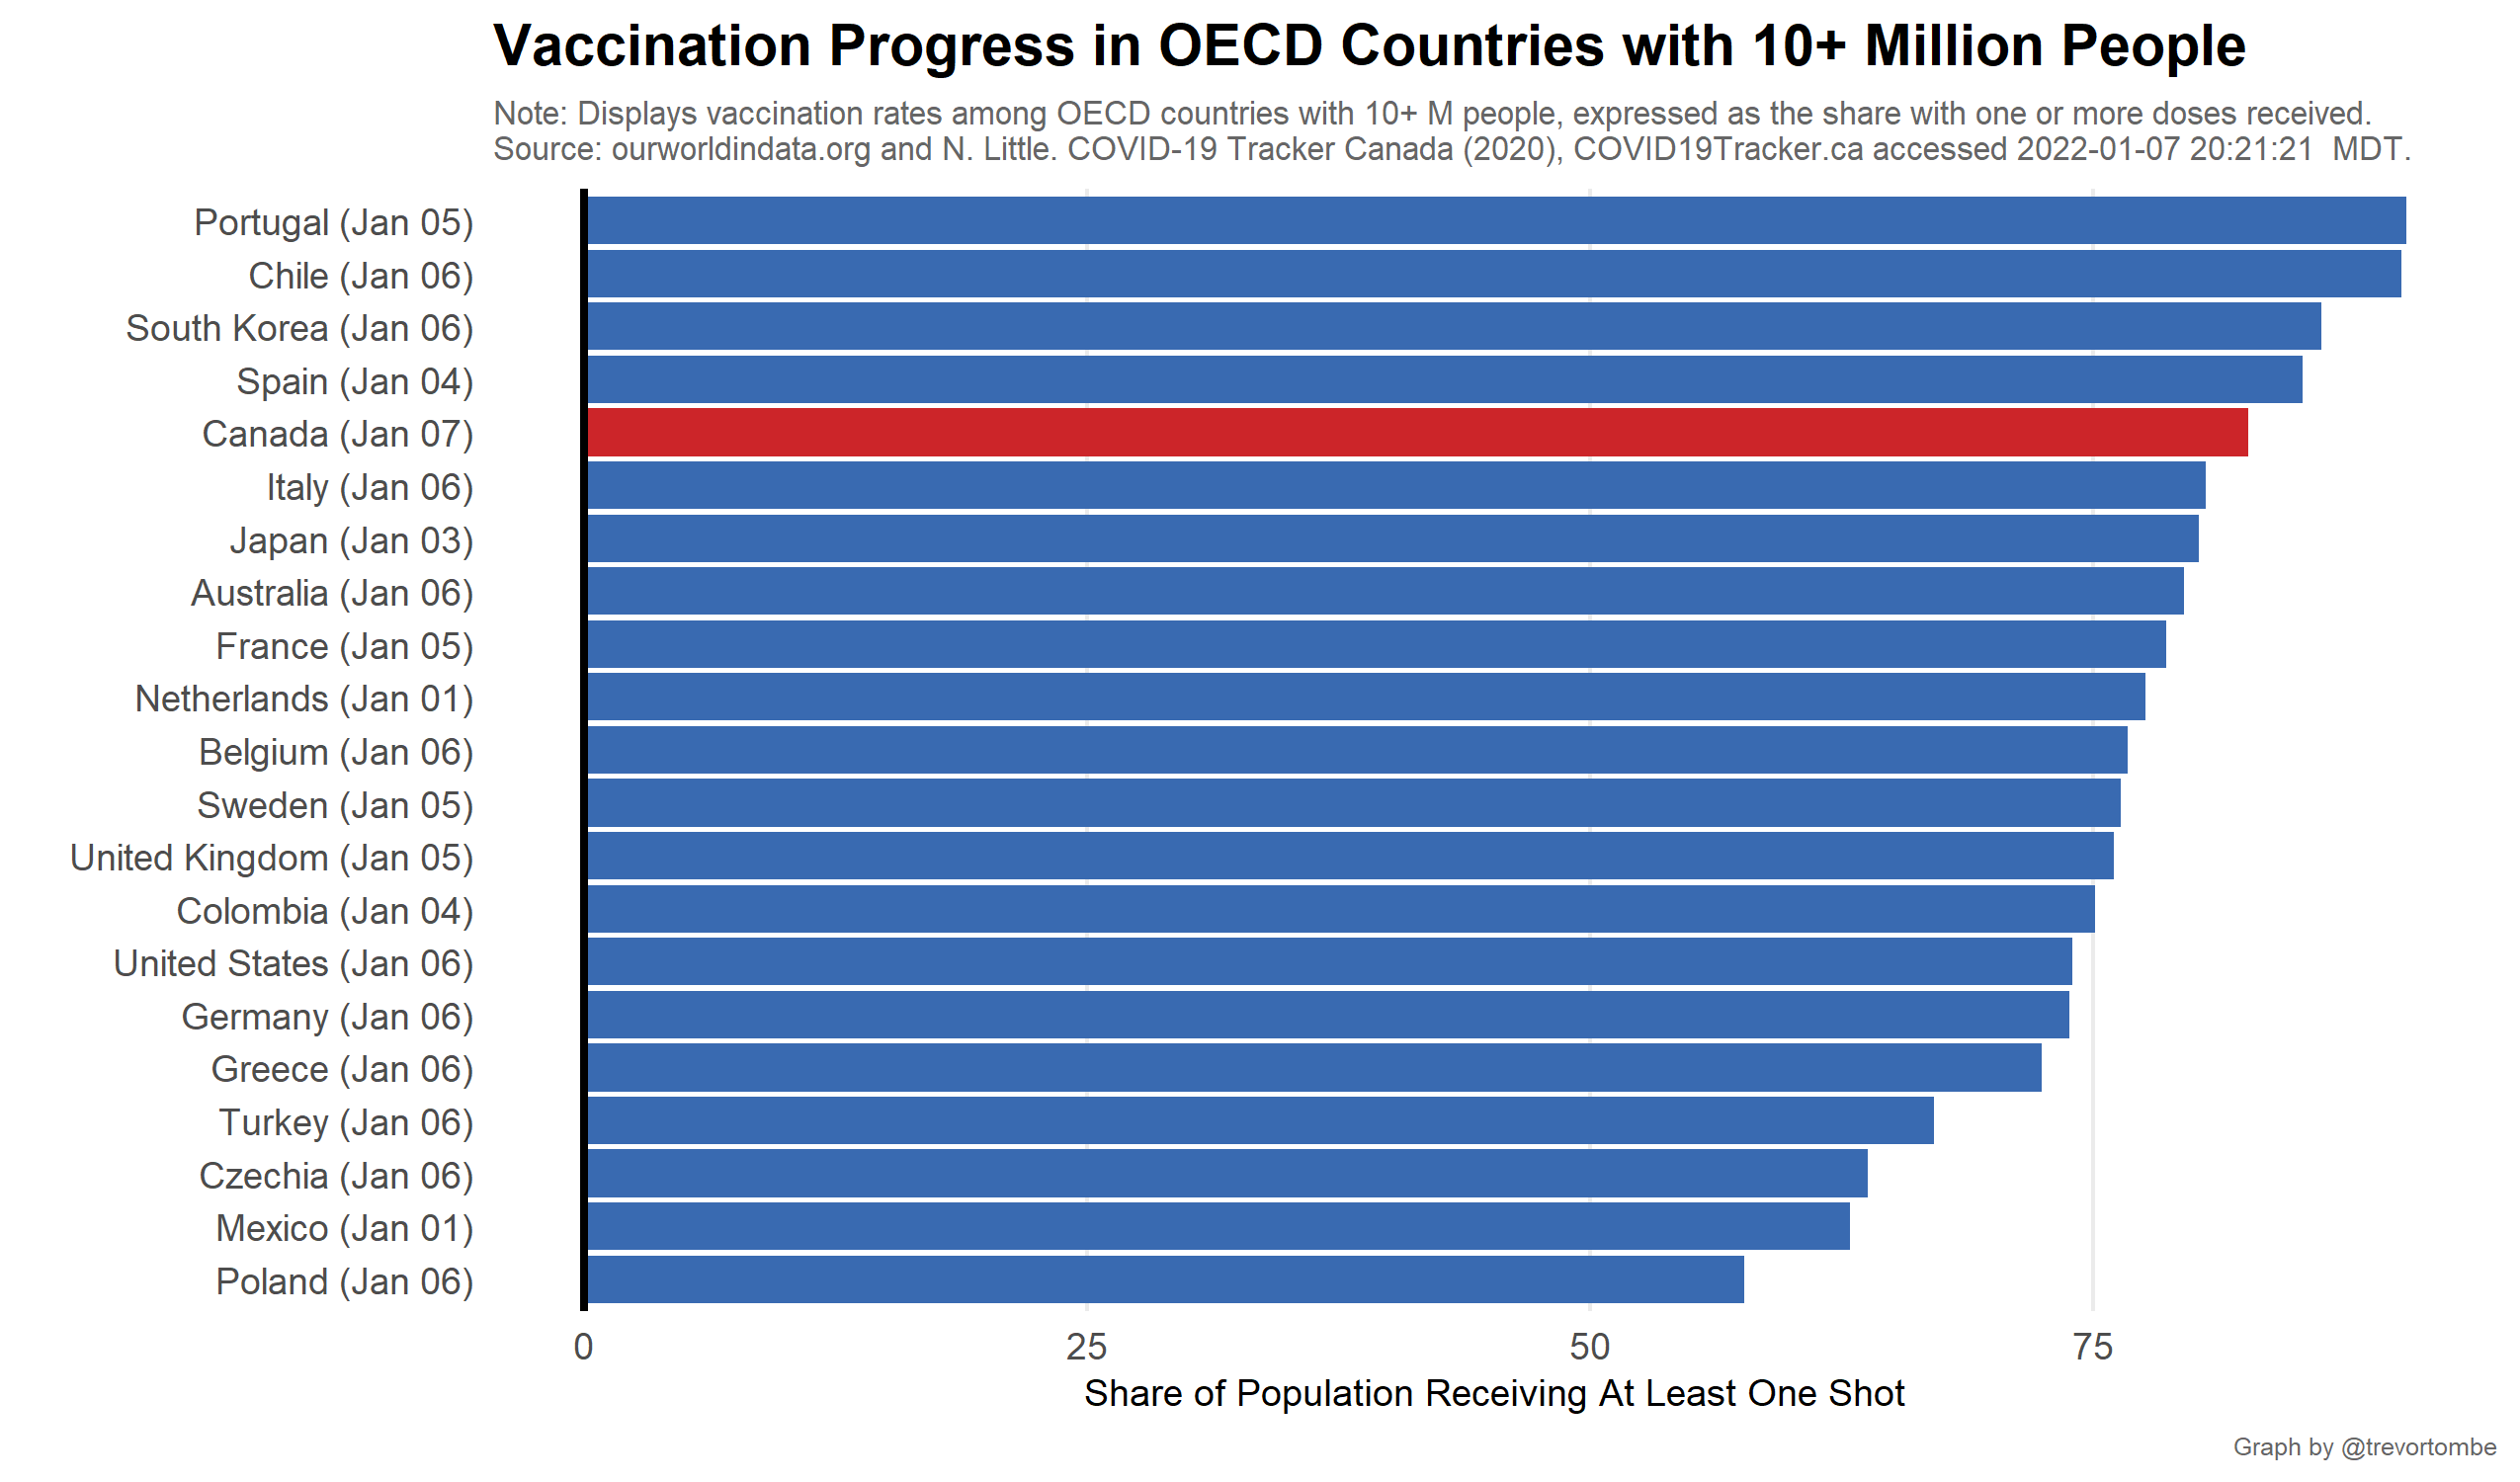 Vaccination Progress in OECD Countries with 10+ Million People
Note: Displays vaccination rates among OECD countries with 10+ M people, expressed as the share with one or more doses received.
Source: ourworldindata.org and N. Little. COVID-19 Tracker Canada (2020), COVID19Tracker.ca accessed 2022-01-07 20:21:21  MDT.
Portugal (Jan 05)
Chile (Jan 06)
South Korea (Jan 06)
Spain (Jan 04)
Canada (Jan 07)
Italy (Jan 06)
Japan (Jan 03)
Australia (Jan 06)
France (Jan 05)
Netherlands (Jan 01)
Belgium (Jan 06)
Sweden (Jan 05)
United Kingdom (Jan 05)
Colombia (Jan 04)
United States (Jan 06)
Germany (Jan 06)
Greece (Jan 06)
Turkey (Jan 06)
Czechia (Jan 06)
Mexico (Jan 01)
Poland (Jan 06)
0 25 50 75
Share of Population Receiving At Least One Shot
Graph by @trevortombe